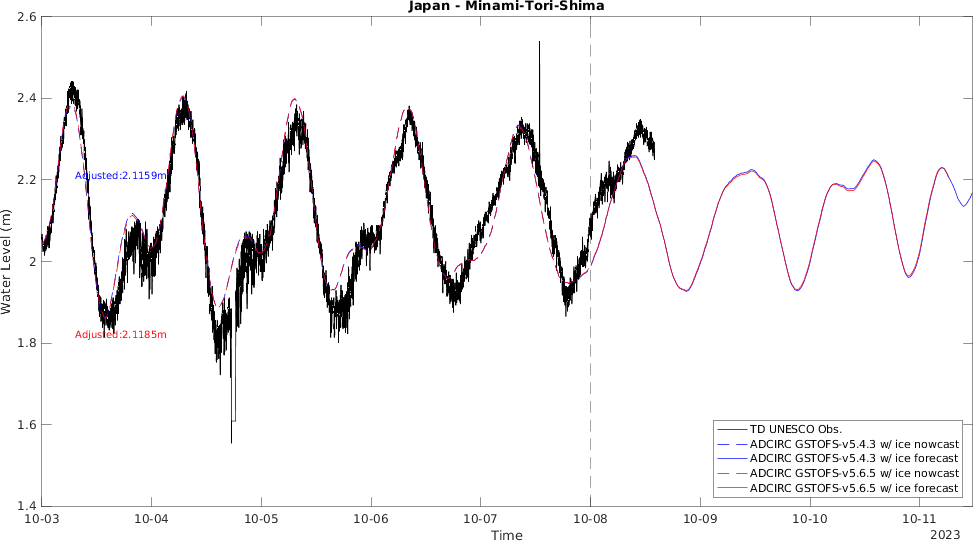 Japan - Minami-Tori-Shima
2.6
2.4
2.2
2
1.8
1.6
1.4
Water Level (m)
Adjusted:2.1159m
Adjusted:2.1185m
TD UNESCO Obs.
ADCIRC GSTOFS-v5.4.3 w/ ice nowcast
ADCIRC GSTOFS-v5.4.3 w/ ice forecast
ADCIRC GSTOFS-v5.6.5 w/ ice nowcast
ADCIRC GSTOFS-v5.6.5 w/ ice forecast
10-03 10-04 10-05 10-06 10-07 10-08 10-09 10-10 10-11
Time
2023